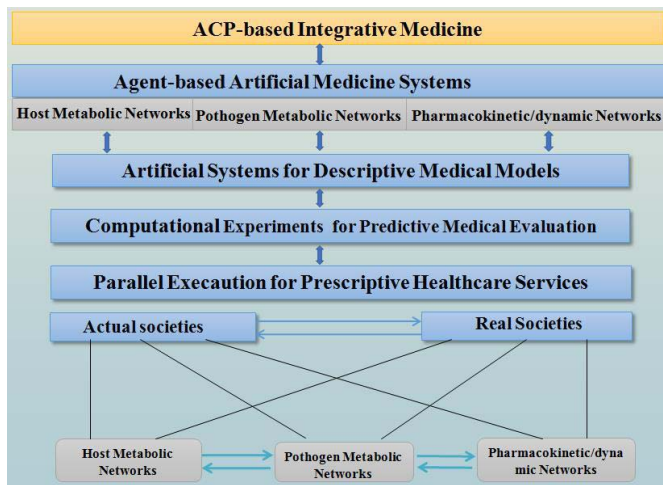 ACP-based Integrative Medicine
Agent-based Artificial Medicine Systems
Host Metabolic Networks
Pothogen Metabolic Networks
Pharmacokinetic/dynamic Networks
Artificial Systems for Descriptive Medical Models
Computational Experiments for Predictive Medical Evaluation
Parallel Execaution for Prescriptive Healthcare Services
Actual societies
Real Societies
Host Metabolic
Networks
Pothogen Metabolic
Networks
Pharmacokinetic/dyna
mic Networks